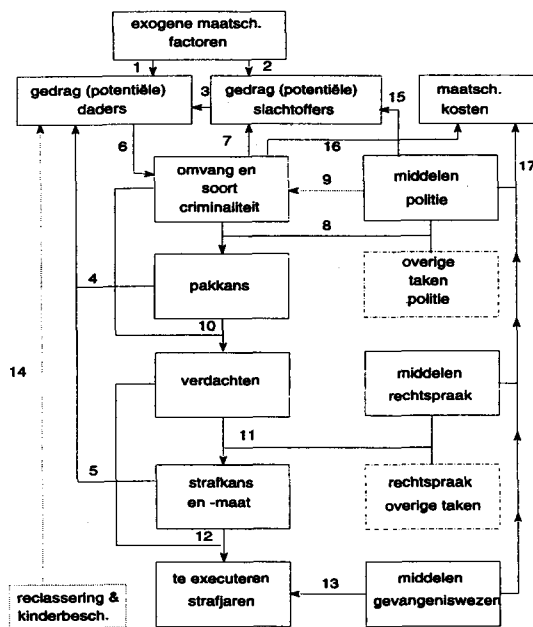 exogene maatsch.
factoren
1
2
gedrag (potentiële)
daders
3
gedrag (potentiële)
slachtoffers
15
maatsch.
kosten
6
7
16
17
omvang en
soort
criminaliteit
9
middelen
politie
8
overige
taken
politie
4
pakkans
10
14
verdachten
middelen
rechtspraak
11
5
strafkans
en -maat
rechtspraak
overige taken
12
te executeren
strafjaren
13
middelen
gevangeniswezen
reclassering &
kinderbesch.